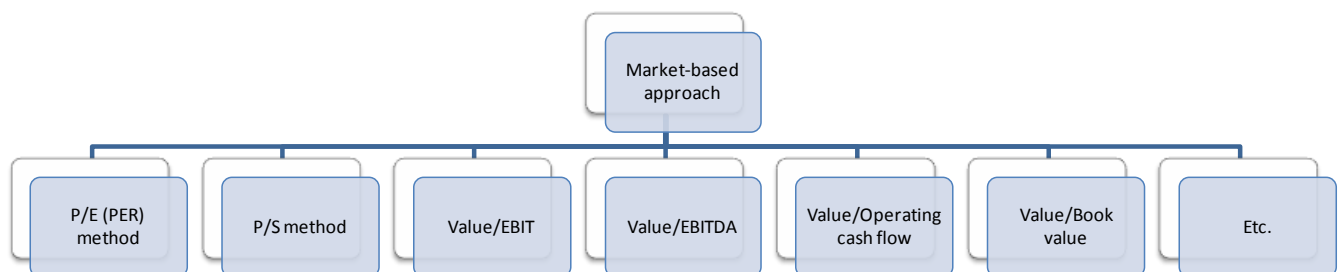 Market-based
approach
P/E (PER)
method
P/S method
Value/EBIT
Value/EBITDA
Value/Operating
cash flow
Value/Book
value
Etc.